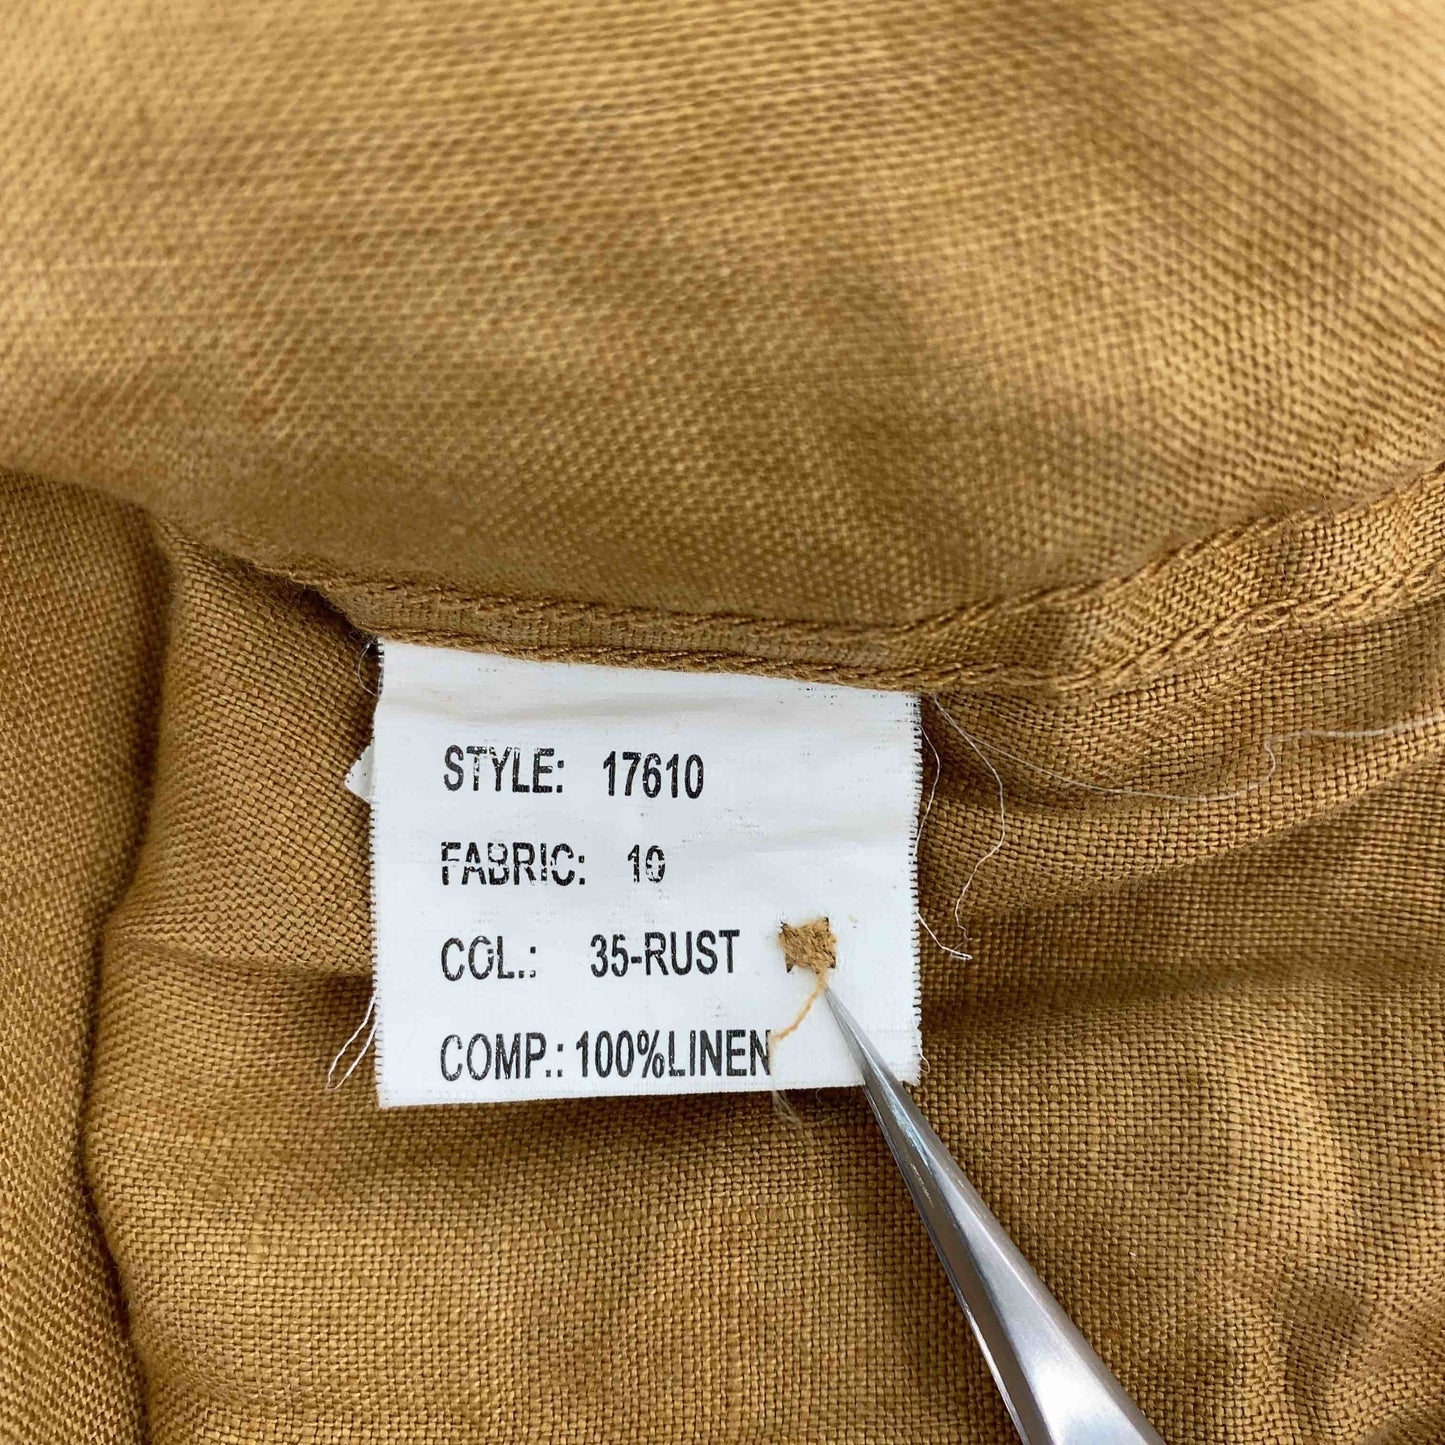 STYLE: 17610
FABRIC: 10
COL.: 35-RUST
COMP.: 100%LINEN